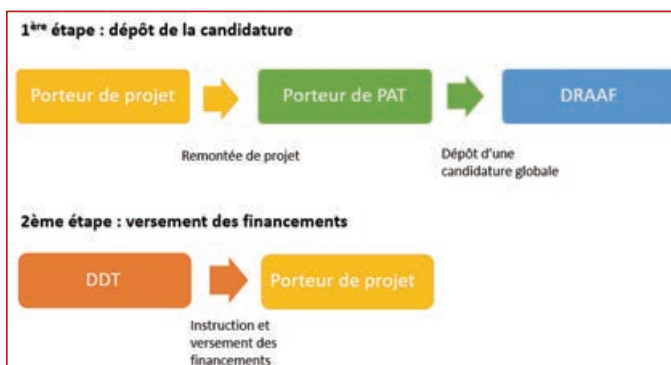 1ère étape : dépôt de la candidature
Porteur de projet
Porteur de PAT
DRAAF
Remontée de projet
Dépôt d'une
candidature globale
2ème étape : versement des financements
DDT
Porteur de projet
Instruction et
versement des
financements